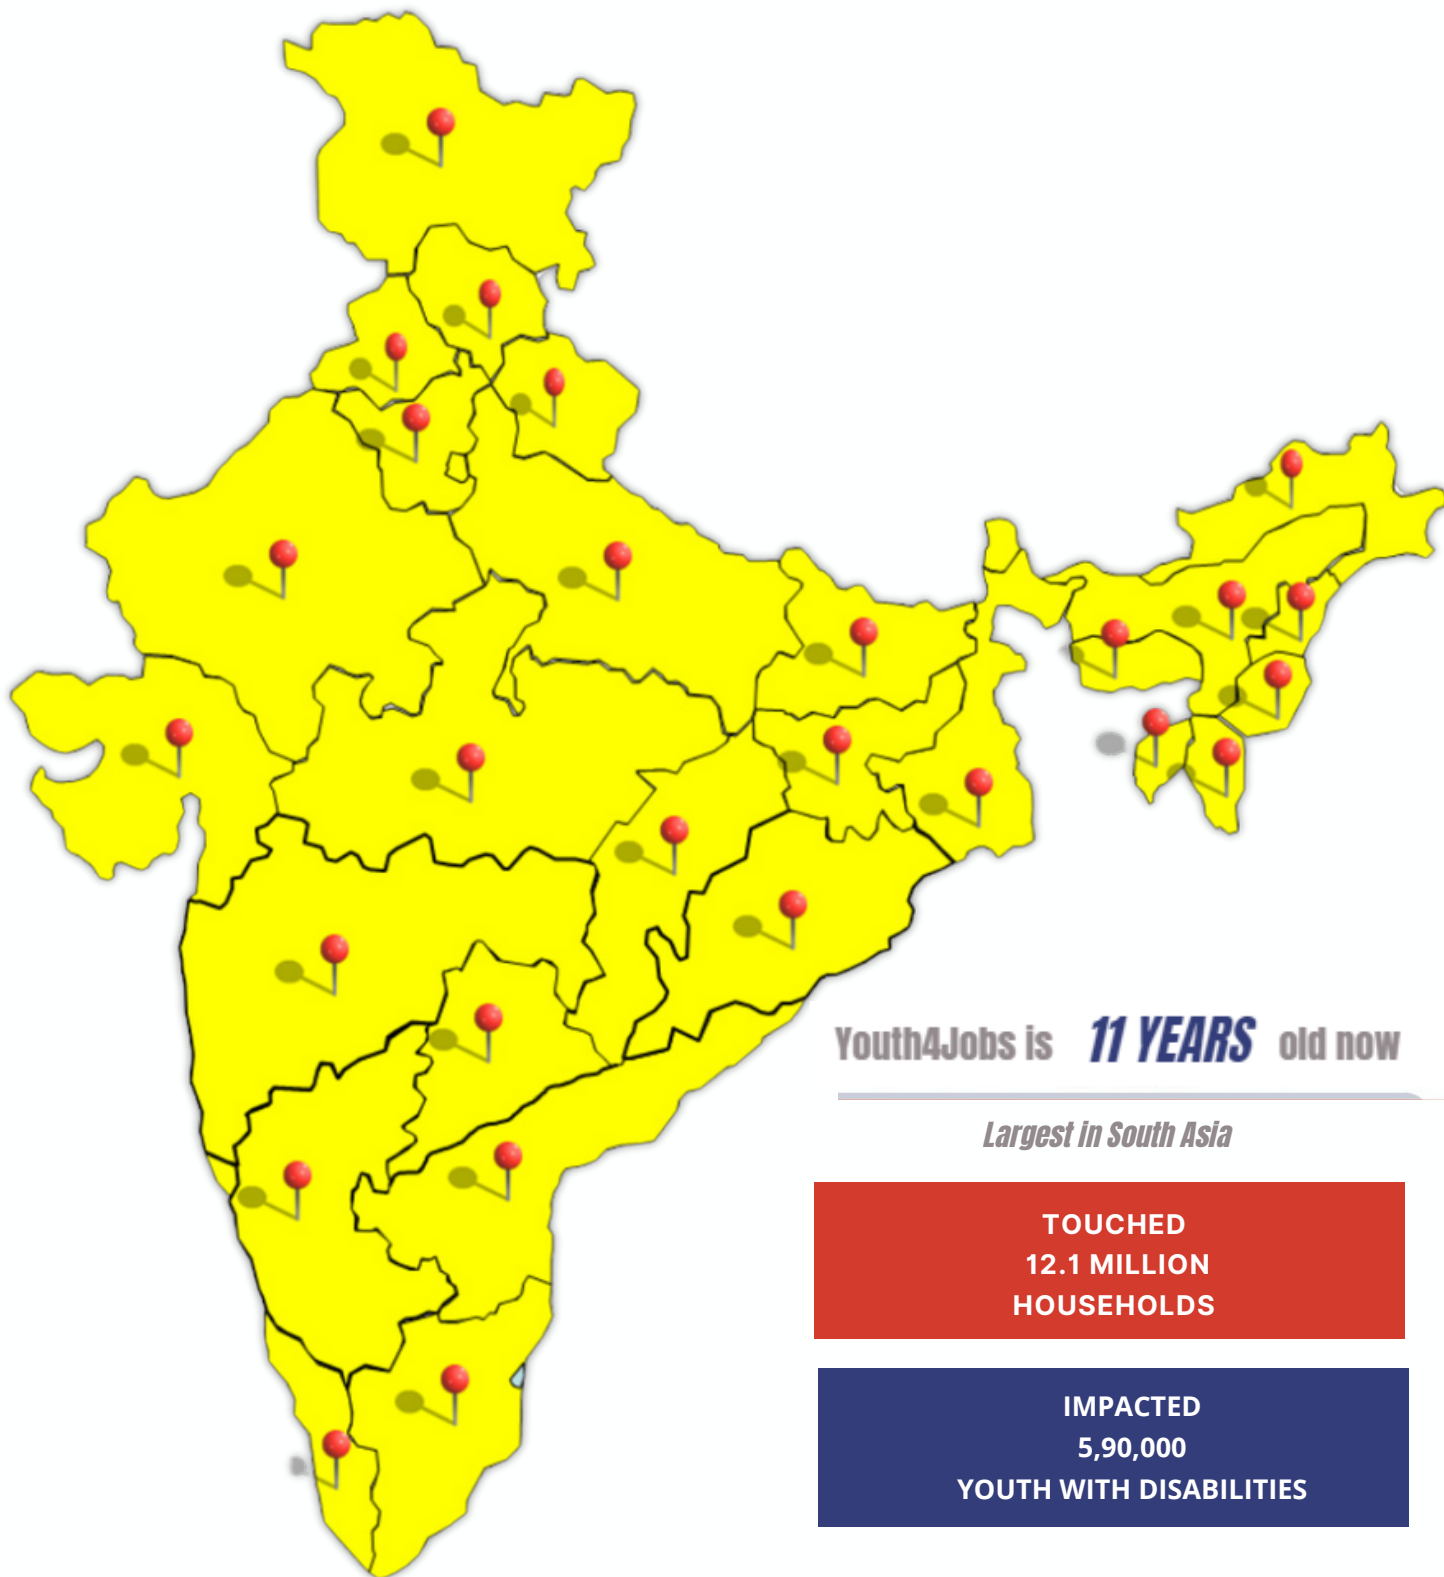 Youth4Jobs is 11 YEARS old now
Largest in South Asia
TOUCHED
12.1 MILLION
HOUSEHOLDS
IMPACTED
5,90,000
YOUTH WITH DISABILITIES